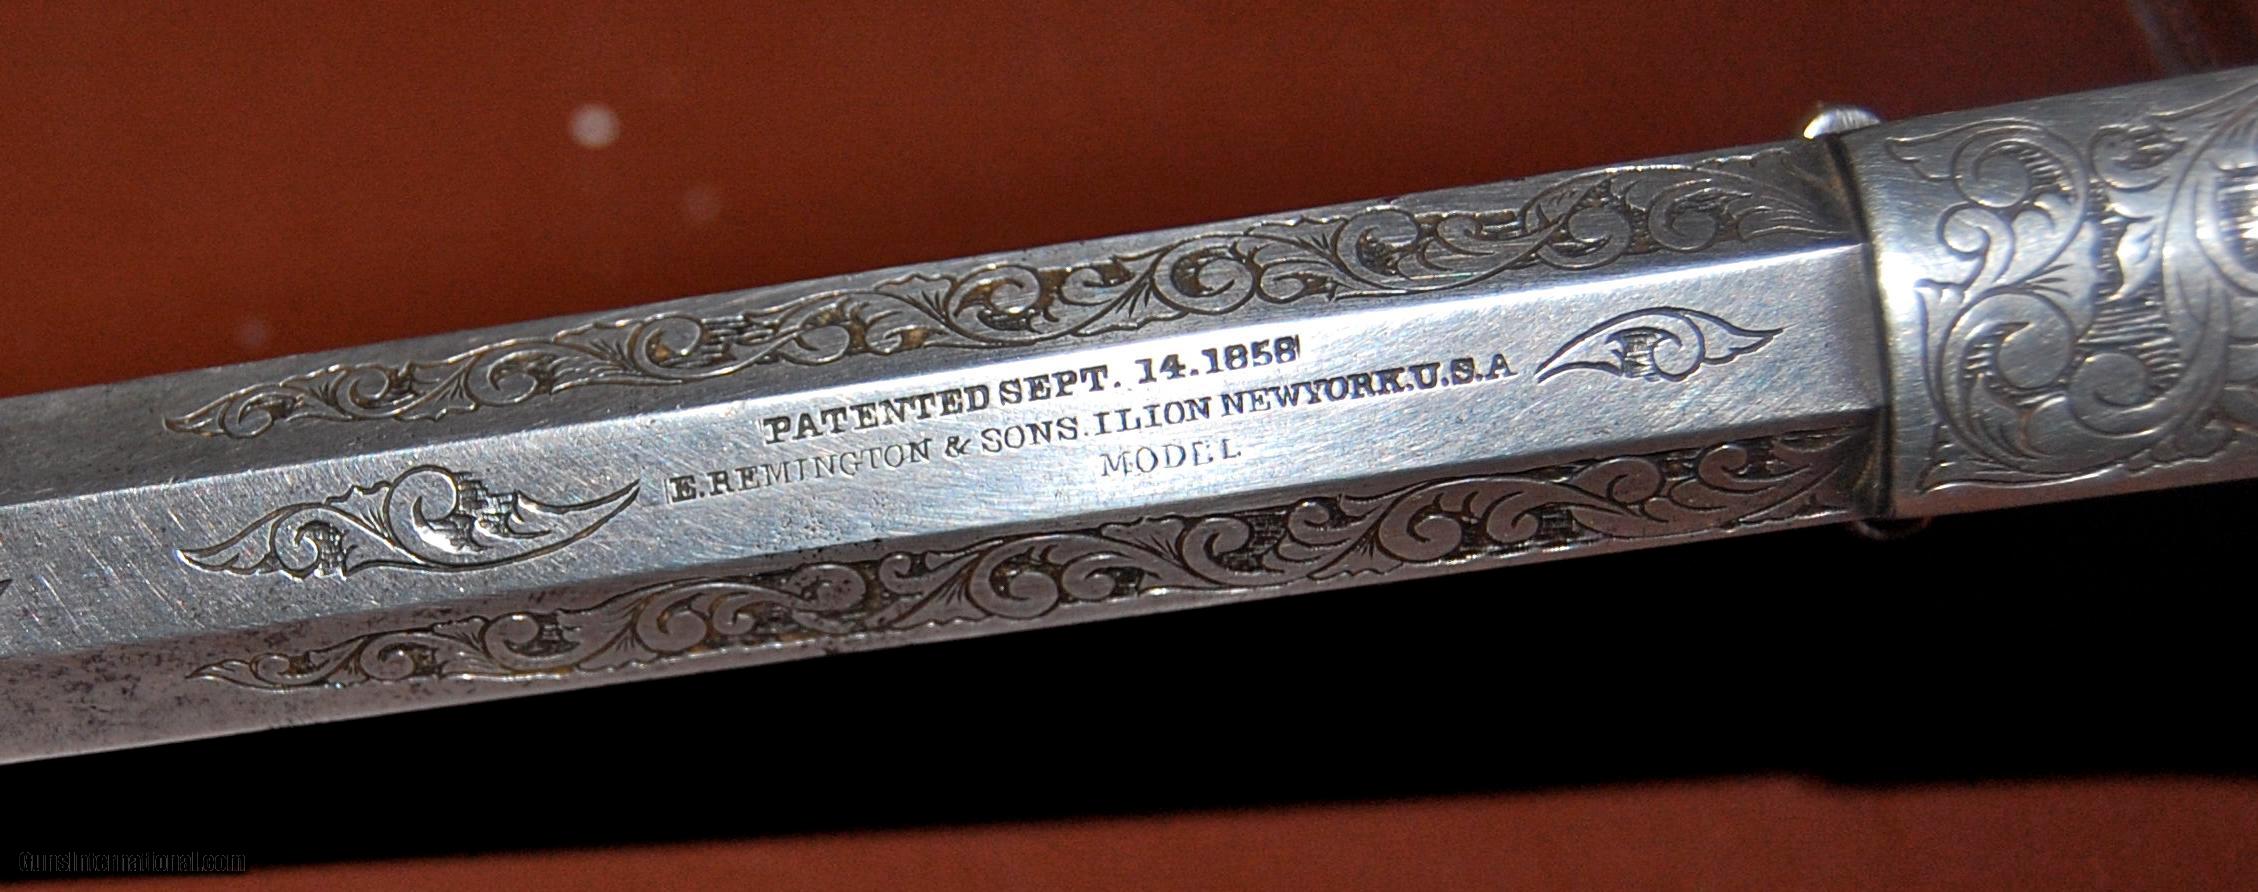 PATENTED SEPT. 14.1858
E.REMINGTON & SONS.ILION NEWYORK.U.S.A
MODEL
GunsInternational.com